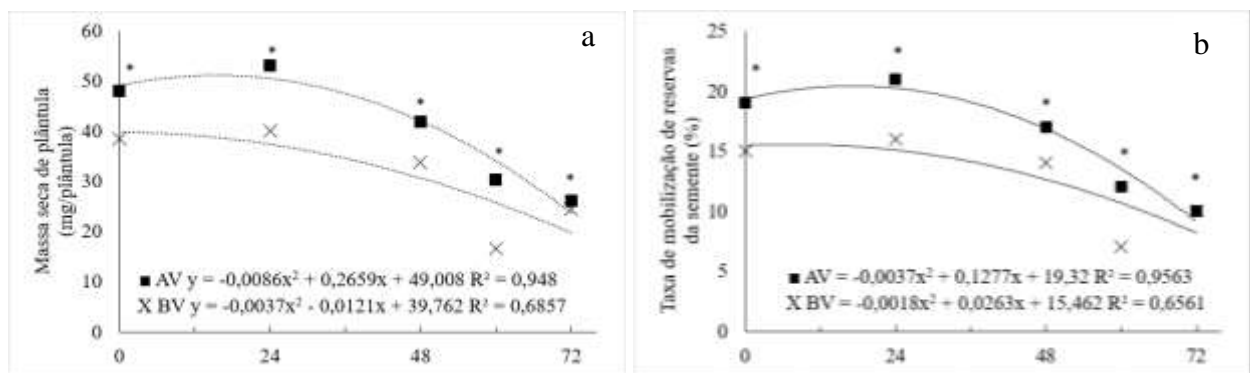 a
Massa seca de plântula
(mg/plântula)
60
50
40
30
20
10
0
* * * * *
■ AV y = -0,0086x² + 0,2659x + 49,008 R² = 0,948
X BV y = -0,0037x² - 0,0121x + 39,762 R² = 0,6857
0 24 48 72
b
Taxa de mobilização de reservas
da semente (%)
25
20
15
10
5
0
* * * * *
■ AV = -0,0037x² + 0,1277x + 19,32 R² = 0,9563
X BV = -0,0018x² + 0,0263x + 15,462 R² = 0,6561
0 24 48 72